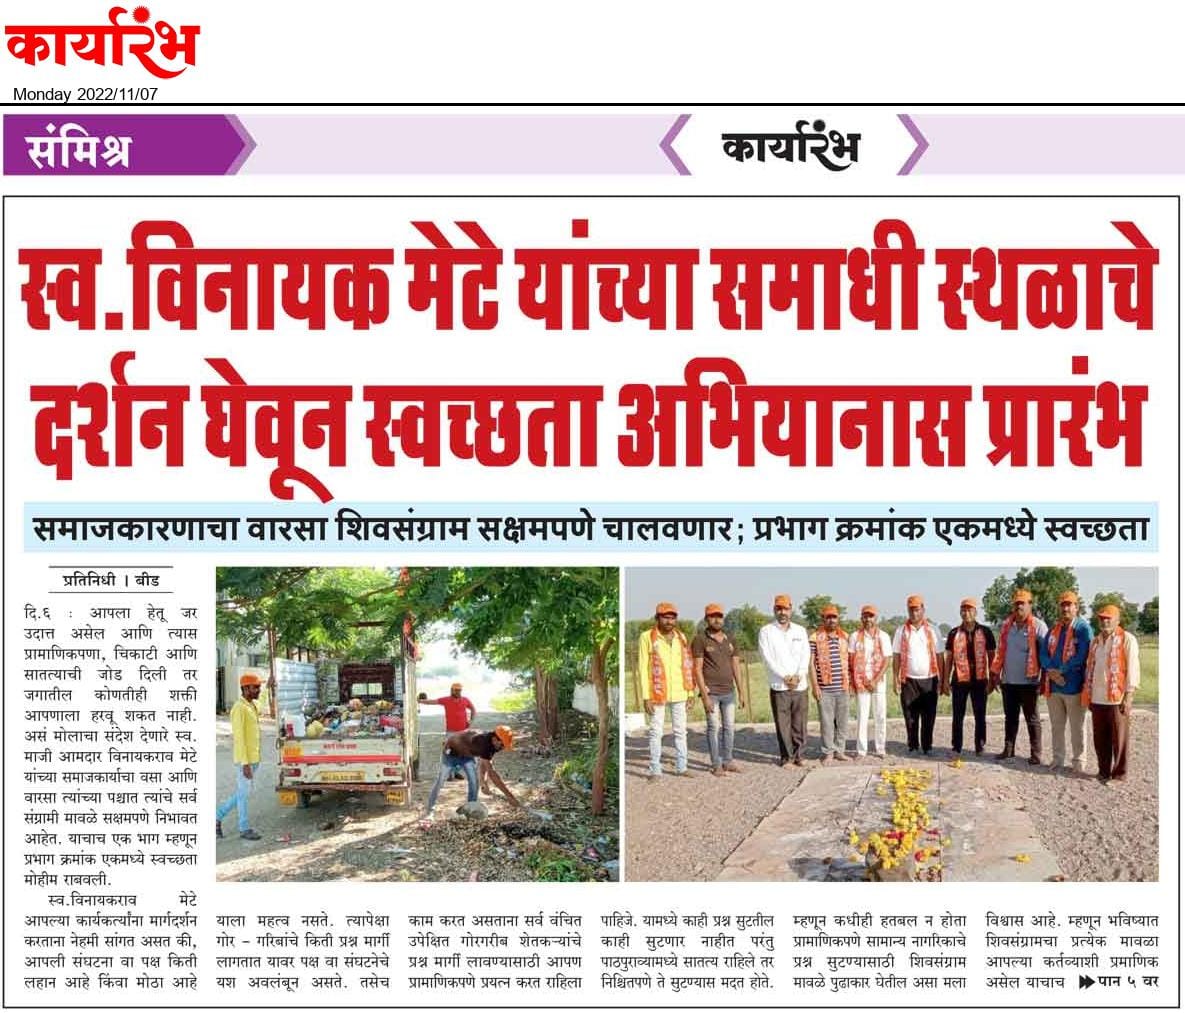 कार्यारंभ
Monday 2022/11/07
संमिश्र
कार्यारंभ
स्व.विनायक मेटे यांच्या समाधी स्थळाचे
दर्शन घेवून स्वच्छता अभियानास प्रारंभ
समाजकारणाचा वारसा शिवसंग्राम सक्षमपणे चालवणार; प्रभाग क्रमांक एकमध्ये स्वच्छता
प्रतिनिधी । बीड
दि.६ : आपला हेतू जर
उदात्त असेल आणि त्यास
प्रामाणिकपणा, चिकाटी आणि
सातत्याची जोड दिली तर
जगातील कोणतीही शक्ती
आपणाला हरवू शकत नाही.
असं मोलाचा संदेश देणारे स्व.
माजी आमदार विनायकराव मेटे
यांच्या समाजकार्याचा वसा आणि
वारसा त्यांच्या पश्चात त्यांचे सर्व
संग्रामी मावळे सक्षमपणे निभावत
आहेत. याचाच एक भाग म्हणून
प्रभाग क्रमांक एकमध्ये स्वच्छता
मोहीम राबवली.
स्व.विनायकराव मेटे
आपल्या कार्यकर्त्यांना मार्गदर्शन
करताना नेहमी सांगत असत की,
आपली संघटना वा पक्ष किती
लहान आहे किंवा मोठा आहे
याला महत्व नसते. त्यापेक्षा
गोर - गरिबांचे किती प्रश्न मार्गी
लागतात यावर पक्ष वा संघटनेचे
यश अवलंबून असते. तसेच
काम करत असताना सर्व वंचित
उपेक्षित गोरगरीब शेतकऱ्यांचे
प्रश्न मार्गी लावण्यासाठी आपण
प्रामाणिकपणे प्रयत्न करत राहिला
पाहिजे. यामध्ये काही प्रश्न सुटतील
काही सुटणार नाहीत परंतु
पाठपुराव्यामध्ये सातत्य राहिले तर
निश्चितपणे ते सुटण्यास मदत होते.
म्हणून कधीही हतबल न होता
प्रामाणिकपणे सामान्य नागरिकाचे
प्रश्न सुटण्यासाठी शिवसंग्राम
मावळे पुढाकार घेतील असा मला
विश्वास आहे. म्हणून भविष्यात
शिवसंग्रामचा प्रत्येक मावळा
आपल्या कर्तव्याशी प्रमाणिक
असेल याचाच पान ५ वर